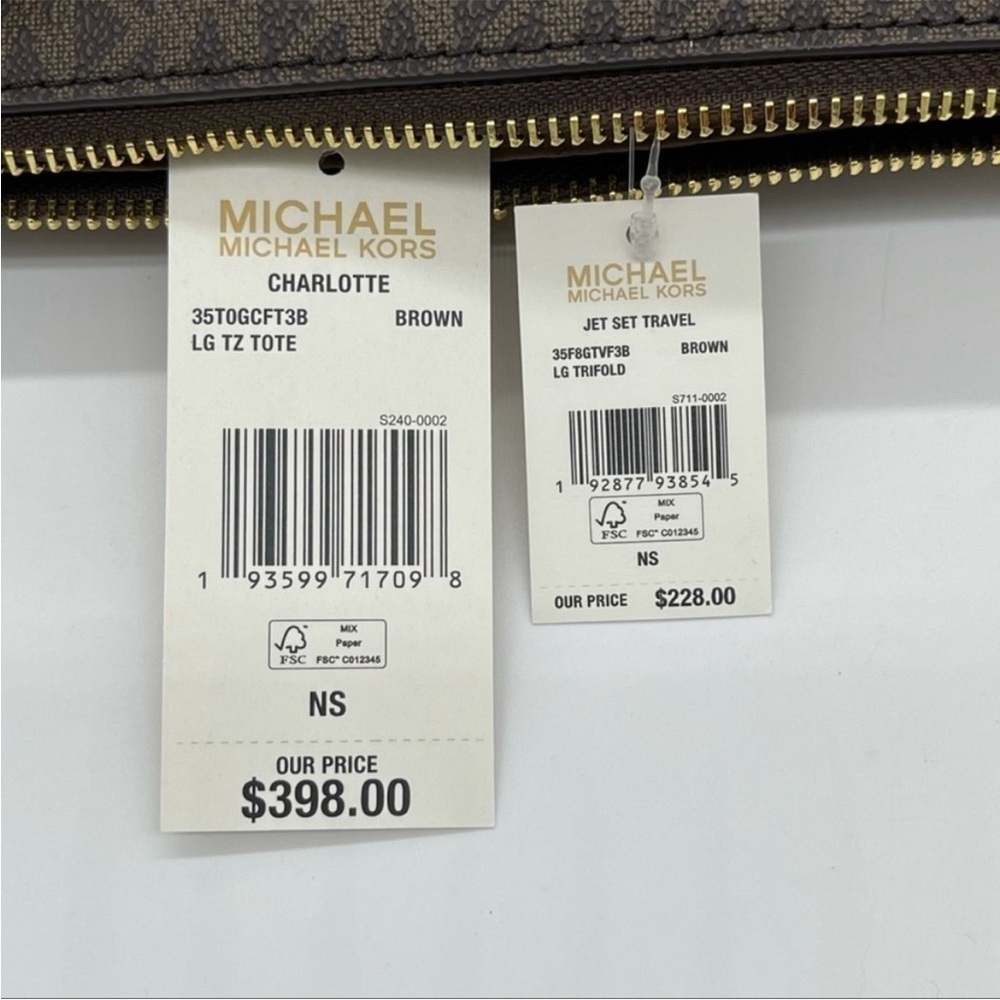 MICHAEL
MICHAEL KORS
CHARLOTTE
35T0GCFT3B BROWN
LG TZ TOTE
S240-0002
1 93599 71709 8
FSC
MIX
Paper
FSC™ C012345
NS
OUR PRICE
$398.00
MICHAEL
MICHAEL KORS
JET SET TRAVEL
35F8GTVF3B BROWN
LG TRIFOLD
S711-0002
1 92877 93854 5
FSC
MIX
Paper
FSC™ C012345
NS
OUR PRICE $228.00